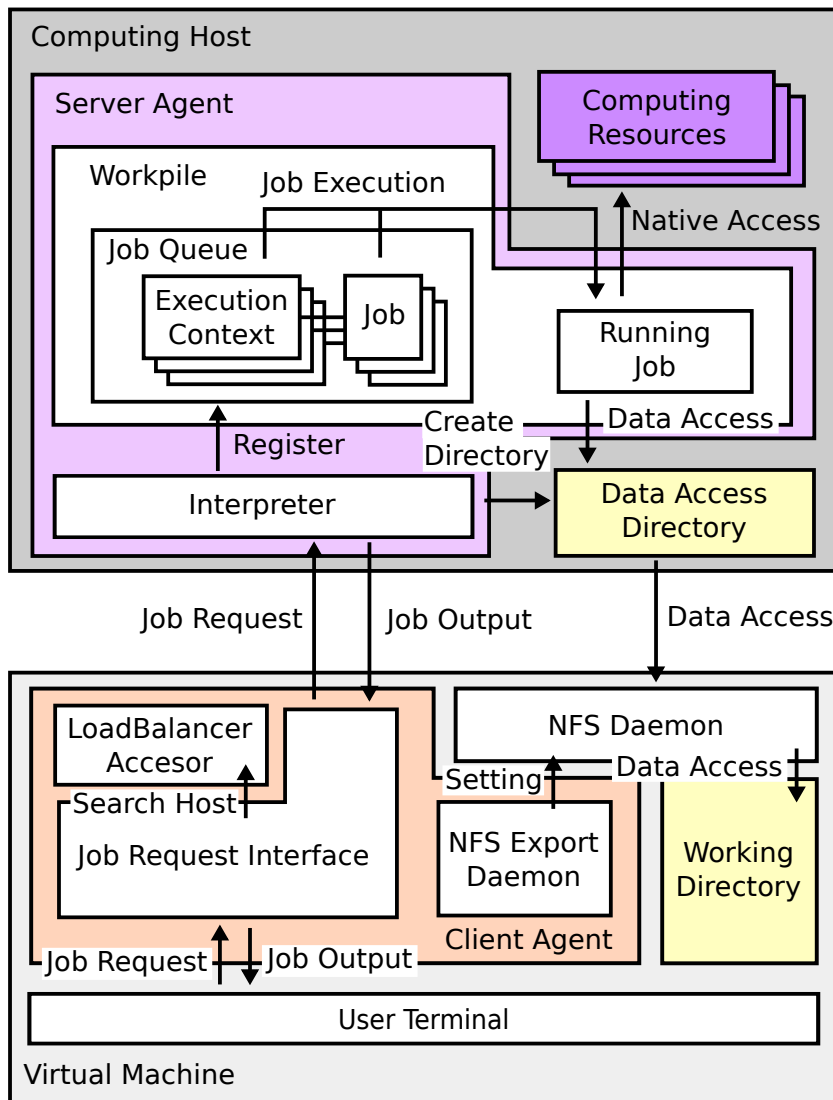 Computing Host
Server Agent
Computing
Resources
Workpile
Job Execution
Native Access
Job Queue
Execution
Context
Job
Running
Job
Create
Directory
Data Access
Register
Interpreter
Data Access
Directory
Job Request
Job Output
Data Access
LoadBalancer
Accesor
NFS Daemon
Search Host
Setting
Data Access
Job Request Interface
NFS Export
Daemon
Working
Directory
Client Agent
Job Request
Job Output
User Terminal
Virtual Machine